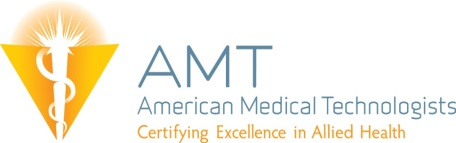 AMT
American Medical Technologists
Certifying Excellence in Allied Health